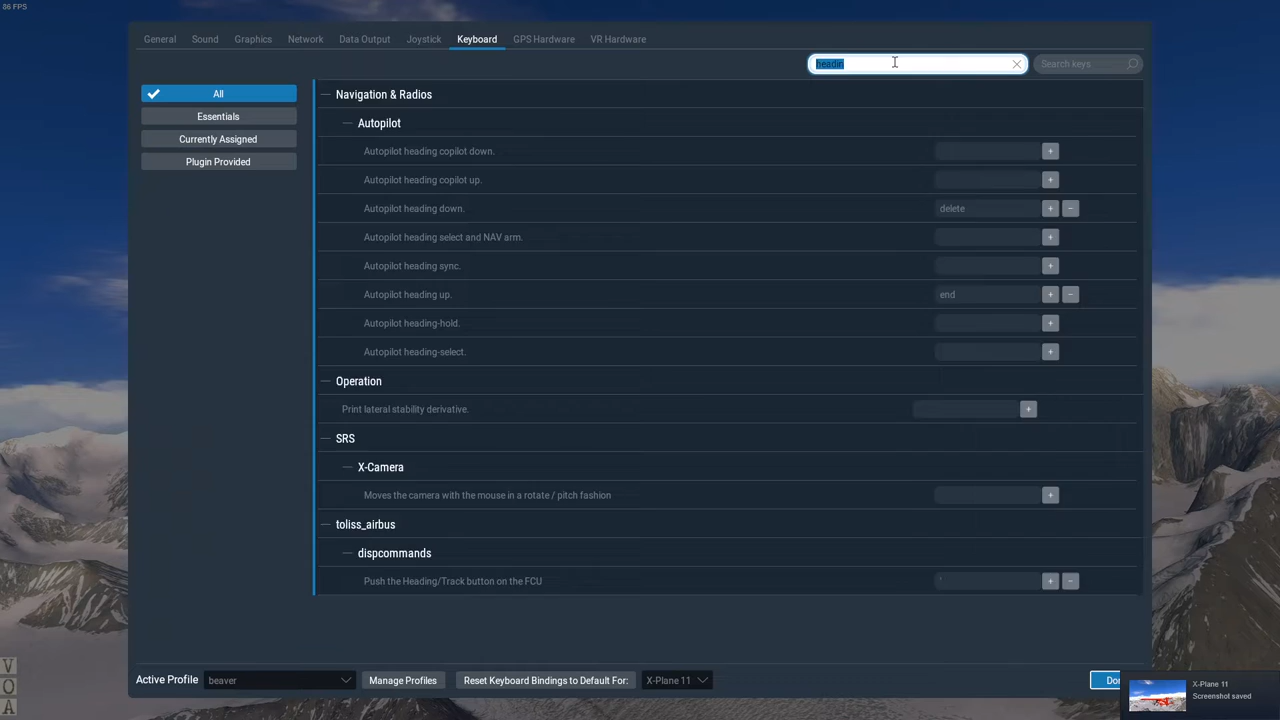 86 FPS
General Sound Graphics Network Data Output Joystick Keyboard GPS Hardware VR Hardware
headin
Search keys
All
Essentials
Currently Assigned
Plugin Provided
Navigation & Radios
Autopilot
Autopilot heading copilot down. +
Autopilot heading copilot up. +
Autopilot heading down. delete + −
Autopilot heading select and NAV arm. +
Autopilot heading sync. +
Autopilot heading up. end + −
Autopilot heading-hold. +
Autopilot heading-select. +
Operation
Print lateral stability derivative. +
SRS
X-Camera
Moves the camera with the mouse in a rotate / pitch fashion +
toliss_airbus
dispcommands
Push the Heading/Track button on the FCU ' + −
Active Profile beaver Manage Profiles Reset Keyboard Bindings to Default For: X-Plane 11 Do
X-Plane 11
Screenshot saved
V
O
A